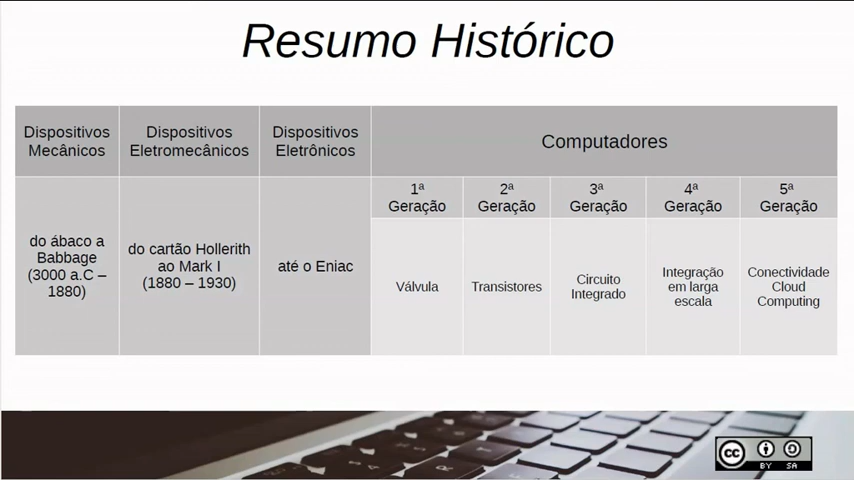 Resumo Histórico
Dispositivos
Mecânicos
Dispositivos
Eletromecânicos
Dispositivos
Eletrônicos
Computadores
do ábaco a
Babbage
(3000 a.C –
1880)
do cartão Hollerith
ao Mark I
(1880 – 1930)
até o Eniac
1ª
Geração
2ª
Geração
3ª
Geração
4ª
Geração
5ª
Geração
Válvula
Transistores
Circuito
Integrado
Integração
em larga
escala
Conectividade
Cloud
Computing
cc
BY SA